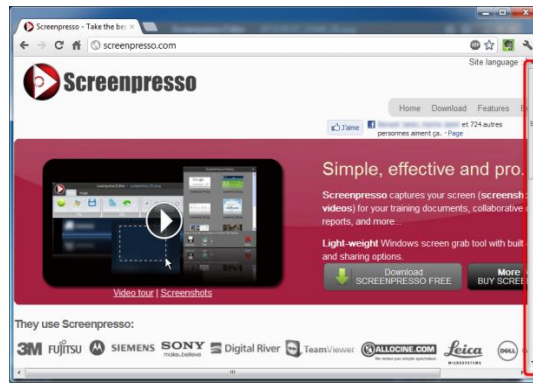 Screenpresso - Take the be
screenpresso.com
Site language :
Screenpresso
Home Download Features
J'aime et 724 autres
personnes aiment ça. · Page
Simple, effective and pro.
Screenpresso captures your screen (screensh
videos) for your training documents, collaborative
reports, and more...
Light-weight Windows screen grab tool with built
and sharing options.
Download
SCREENPRESSO FREE
More
BUY SCREE
Video tour | Screenshots
They use Screenpresso:
3M FUJITSU SIEMENS SONY Digital River TeamViewer ALLOCINE.COM Leica DELL
make.believe